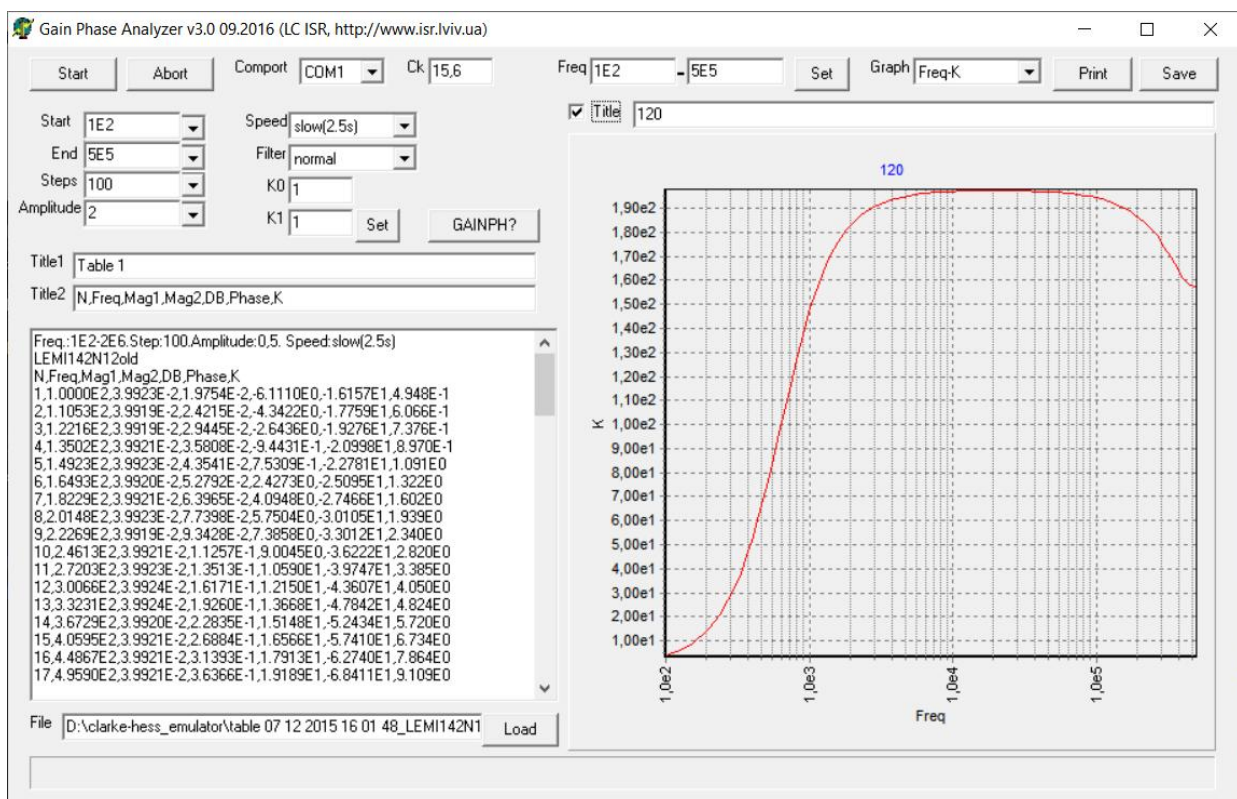 Gain Phase Analyzer v3.0 09.2016 (LC ISR, http://www.isr.lviv.ua)
Start Abort Comport COM1 Ck 15,6 Freq 1E2 - 5E5 Set Graph Freq-K Print Save
Start 1E2 Speed slow(2.5s)
End 5E5 Filter normal
Steps 100 K0 1
Amplitude 2 K1 1 Set GAINPH?
Title1 Table 1
Title2 N,Freq,Mag1,Mag2,DB,Phase,K
Freq.:1E2-2E6.Step:100.Amplitude:0,5. Speed:slow(2.5s)
LEMI142N12old
N,Freq,Mag1,Mag2,DB,Phase,K
1,1.0000E2,3.9923E-2,1.9754E-2,-6.1110E0,-1.6157E1,4.948E-1
2,1.1053E2,3.9919E-2,2.4215E-2,-4.3422E0,-1.7759E1,6.066E-1
3,1.2216E2,3.9919E-2,2.9445E-2,-2.6436E0,-1.9276E1,7.376E-1
4,1.3502E2,3.9921E-2,3.5808E-2,-9.4431E-1,-2.0998E1,8.970E-1
5,1.4923E2,3.9923E-2,4.3541E-2,7.5309E-1,-2.2781E1,1.091E0
6,1.6493E2,3.9920E-2,5.2792E-2,2.4273E0,-2.5095E1,1.322E0
7,1.8229E2,3.9921E-2,6.3965E-2,4.0948E0,-2.7466E1,1.602E0
8,2.0148E2,3.9923E-2,7.7398E-2,5.7504E0,-3.0105E1,1.939E0
9,2.2269E2,3.9919E-2,9.3428E-2,7.3858E0,-3.3012E1,2.340E0
10,2.4613E2,3.9921E-2,1.1257E-1,9.0045E0,-3.6222E1,2.820E0
11,2.7203E2,3.9923E-2,1.3513E-1,1.0590E1,-3.9747E1,3.385E0
12,3.0066E2,3.9924E-2,1.6171E-1,1.2150E1,-4.3607E1,4.050E0
13,3.3231E2,3.9924E-2,1.9260E-1,1.3668E1,-4.7842E1,4.824E0
14,3.6729E2,3.9920E-2,2.2835E-1,1.5148E1,-5.2434E1,5.720E0
15,4.0595E2,3.9921E-2,2.6884E-1,1.6566E1,-5.7410E1,6.734E0
16,4.4867E2,3.9921E-2,3.1393E-1,1.7913E1,-6.2740E1,7.864E0
17,4.9590E2,3.9921E-2,3.6366E-1,1.9189E1,-6.8411E1,9.109E0
File D:\clarke-hess_emulator\table 07 12 2015 16 01 48_LEMI142N1 Load
Title 120
120
1,90e2
1,80e2
1,70e2
1,60e2
1,50e2
1,40e2
1,30e2
1,20e2
1,10e2
1,00e2
9,00e1
8,00e1
7,00e1
6,00e1
5,00e1
4,00e1
3,00e1
2,00e1
1,00e1
K
1,0e2 1,0e3 1,0e4 1,0e5
Freq